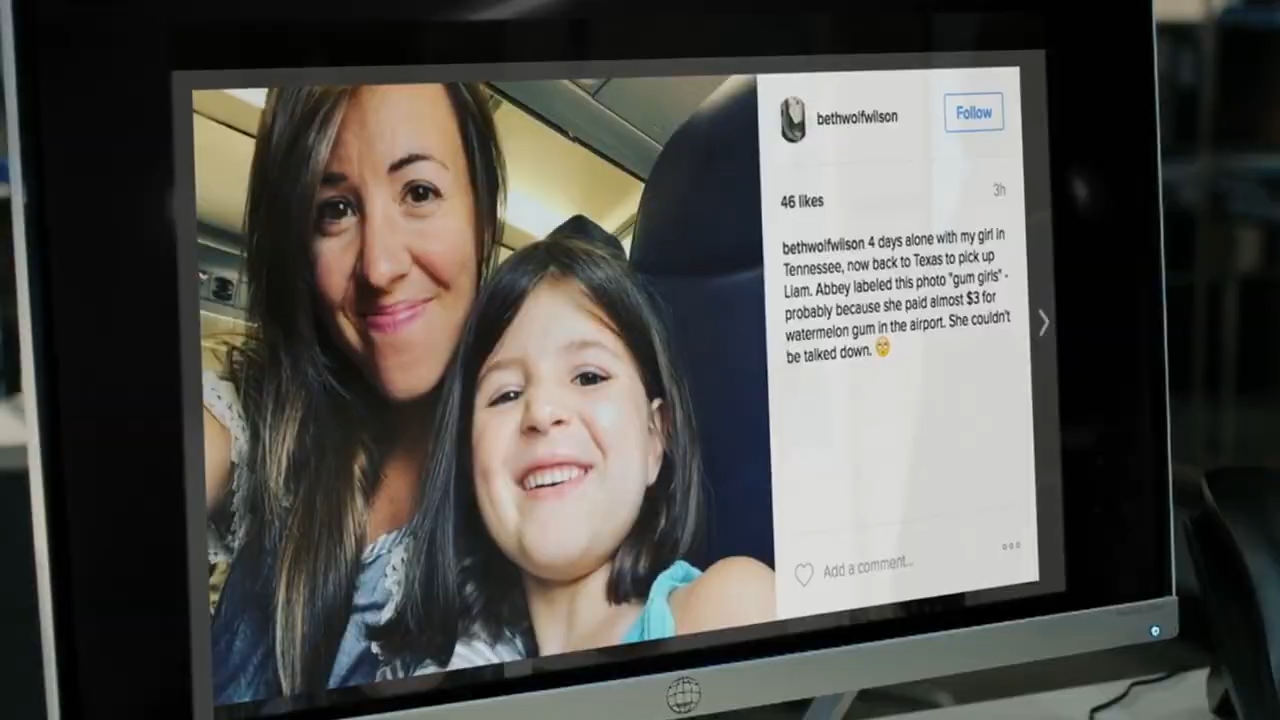 bethwolfwilson
Follow
46 likes
3h
bethwolfwilson 4 days alone with my girl in
Tennessee, now back to Texas to pick up
Liam. Abbey labeled this photo "gum girls" -
probably because she paid almost $3 for
watermelon gum in the airport. She couldn't
be talked down. 😁
Add a comment...